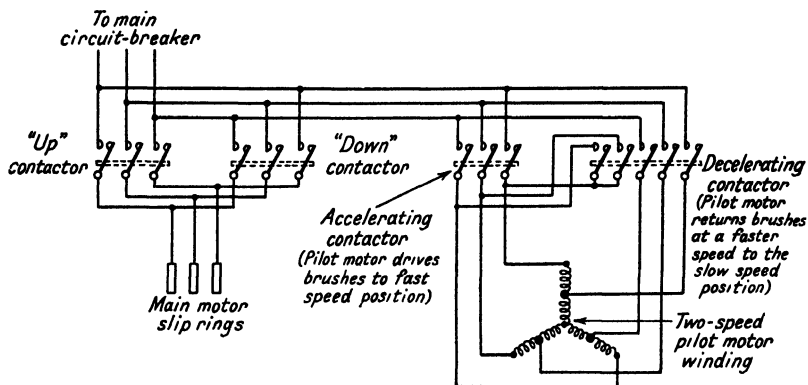 To main
circuit-breaker
"Up"
contactor
"Down"
contactor
Accelerating
contactor
(Pilot motor drives
brushes to fast
speed position)
Decelerating
contactor
(Pilot motor
returns brushes
at a faster
speed to the
slow speed
position)
Main motor
slip rings
Two-speed
pilot motor
winding